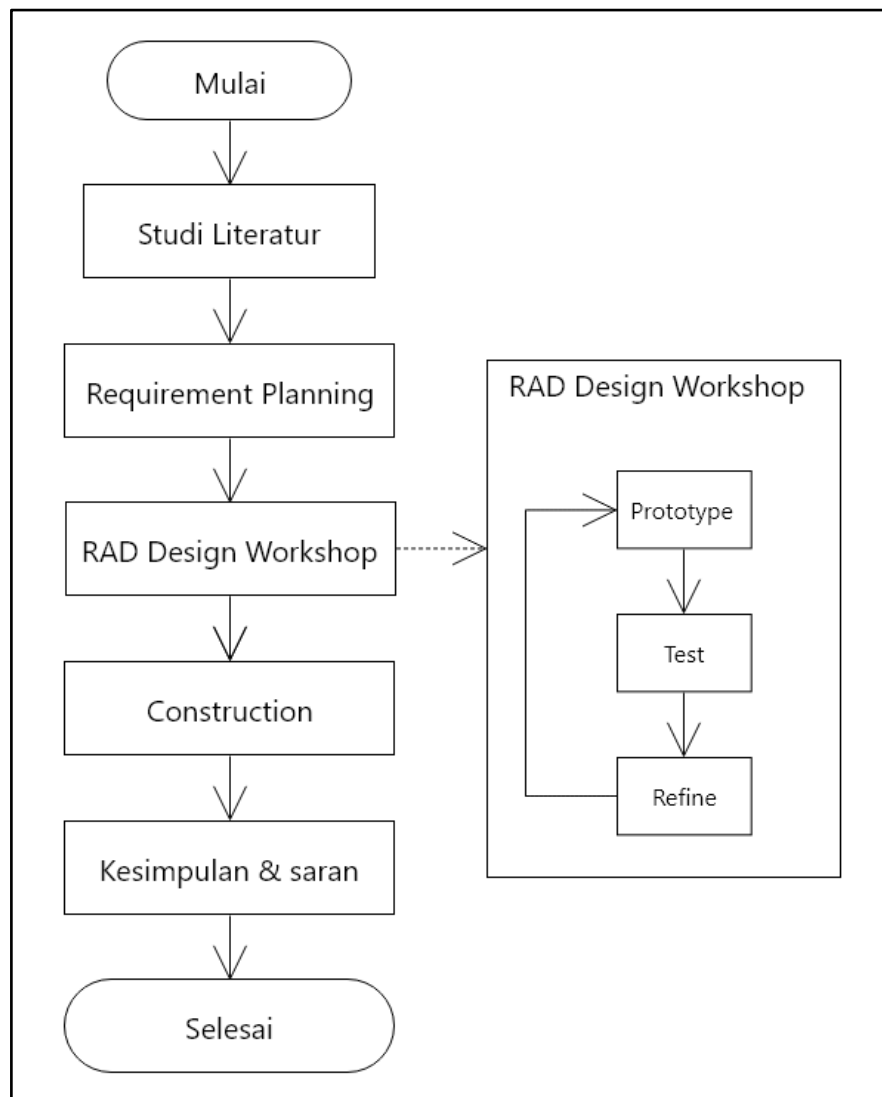 Mulai
Studi Literatur
Requirement Planning
RAD Design Workshop
Construction
Kesimpulan & saran
Selesai
RAD Design Workshop
Prototype
Test
Refine